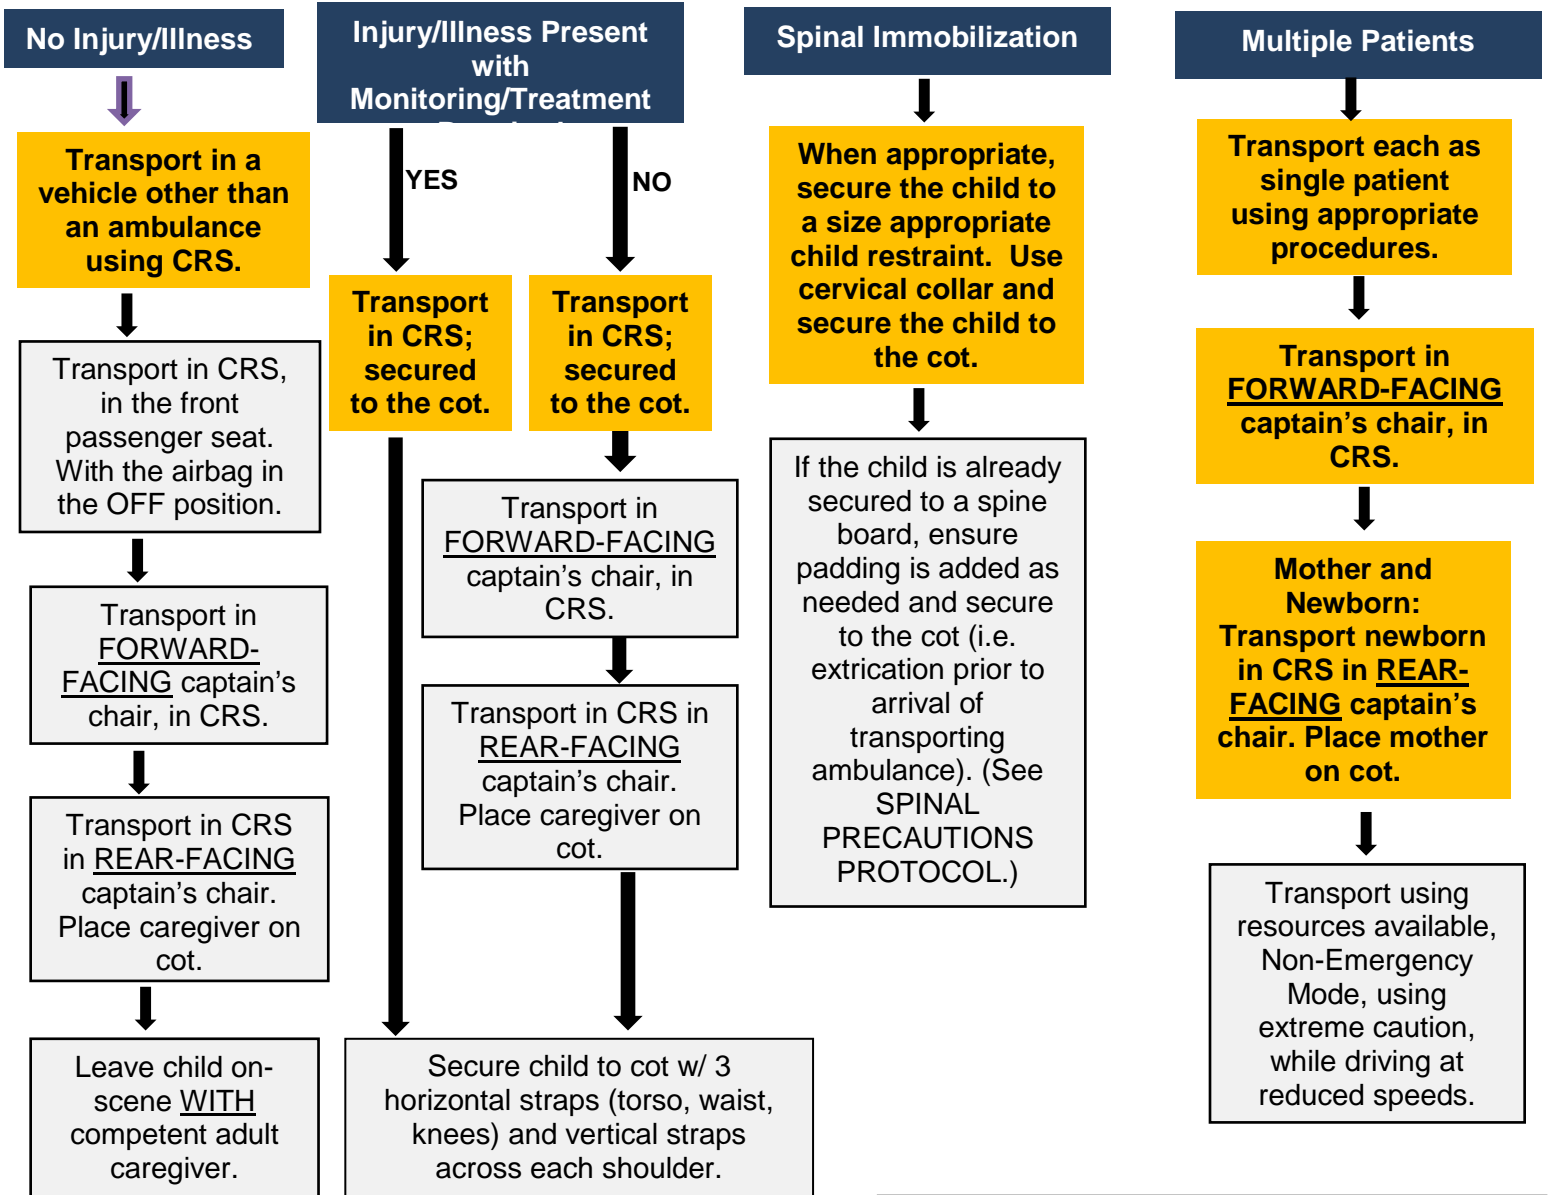 No Injury/Illness
Transport in a
vehicle other than
an ambulance
using CRS.
Transport in CRS,
in the front
passenger seat.
With the airbag in
the OFF position.
Transport in
FORWARD-
FACING captain’s
chair, in CRS.
Transport in CRS
in REAR-FACING
captain’s chair.
Place caregiver on
cot.
Leave child on-
scene WITH
competent adult
caregiver.
Injury/Illness Present
with
Monitoring/Treatment
YES
NO
Transport
in CRS;
secured
to the cot.
Transport
in CRS;
secured
to the cot.
Transport in
FORWARD-FACING
captain’s chair, in
CRS.
Transport in CRS in
REAR-FACING
captain’s chair.
Place caregiver on
cot.
Secure child to cot w/ 3
horizontal straps (torso, waist,
knees) and vertical straps
across each shoulder.
Spinal Immobilization
When appropriate,
secure the child to
a size appropriate
child restraint. Use
cervical collar and
secure the child to
the cot.
If the child is already
secured to a spine
board, ensure
padding is added as
needed and secure
to the cot (i.e.
extrication prior to
arrival of
transporting
ambulance). (See
SPINAL
PRECAUTIONS
PROTOCOL.)
Multiple Patients
Transport each as
single patient
using appropriate
procedures.
Transport in
FORWARD-FACING
captain’s chair, in
CRS.
Mother and
Newborn:
Transport newborn
in CRS in REAR-
FACING captain’s
chair. Place mother
on cot.
Transport using
resources available,
Non-Emergency
Mode, using
extreme caution,
while driving at
reduced speeds.